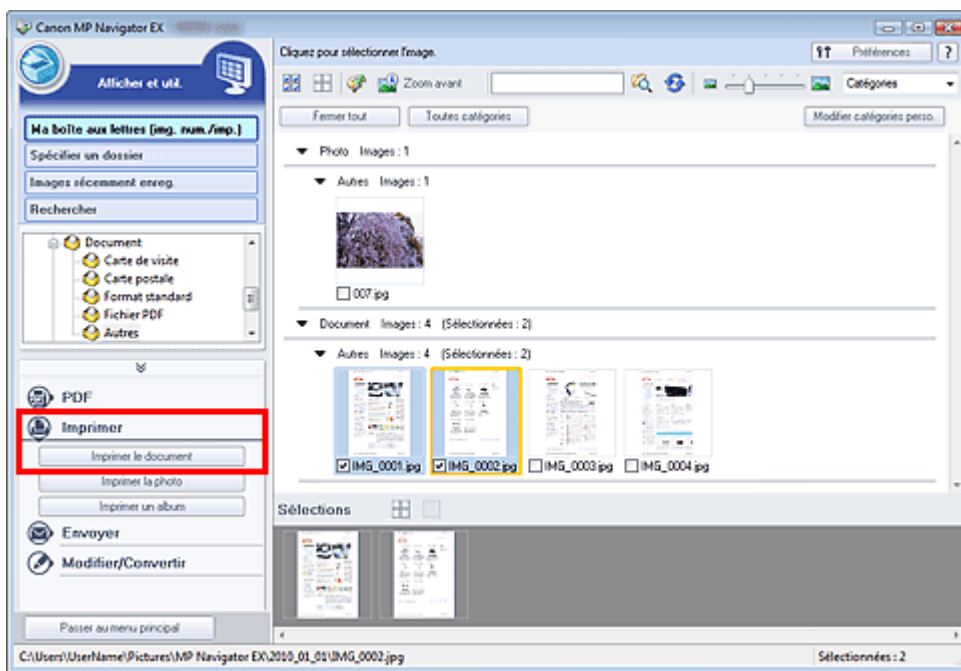 Canon MP Navigator EX
Afficher et util.
Ma boîte aux lettres (img. num./imp.)
Spécifier un dossier
Images récemment enreg.
Rechercher
Document
Carte de visite
Carte postale
Format standard
Fichier PDF
Autres
PDF
Imprimer
Imprimer le document
Imprimer la photo
Imprimer un album
Envoyer
Modifier/Convertir
Passer au menu principal
Cliquez pour sélectionner l'image.
Préférences
?
Zoom avant
Catégories
Fermer tout
Toutes catégories
Modifier catégories perso.
Photo Images : 1
Autres Images : 1
007.jpg
Document Images : 4 (Sélectionnées : 2)
Autres Images : 4 (Sélectionnées : 2)
IMG_0001.jpg
IMG_0002.jpg
IMG_0003.jpg
IMG_0004.jpg
Sélections
C:\Users\UserName\Pictures\MP Navigator EX\2010_01_01\IMG_0002.jpg
Sélectionnées : 2